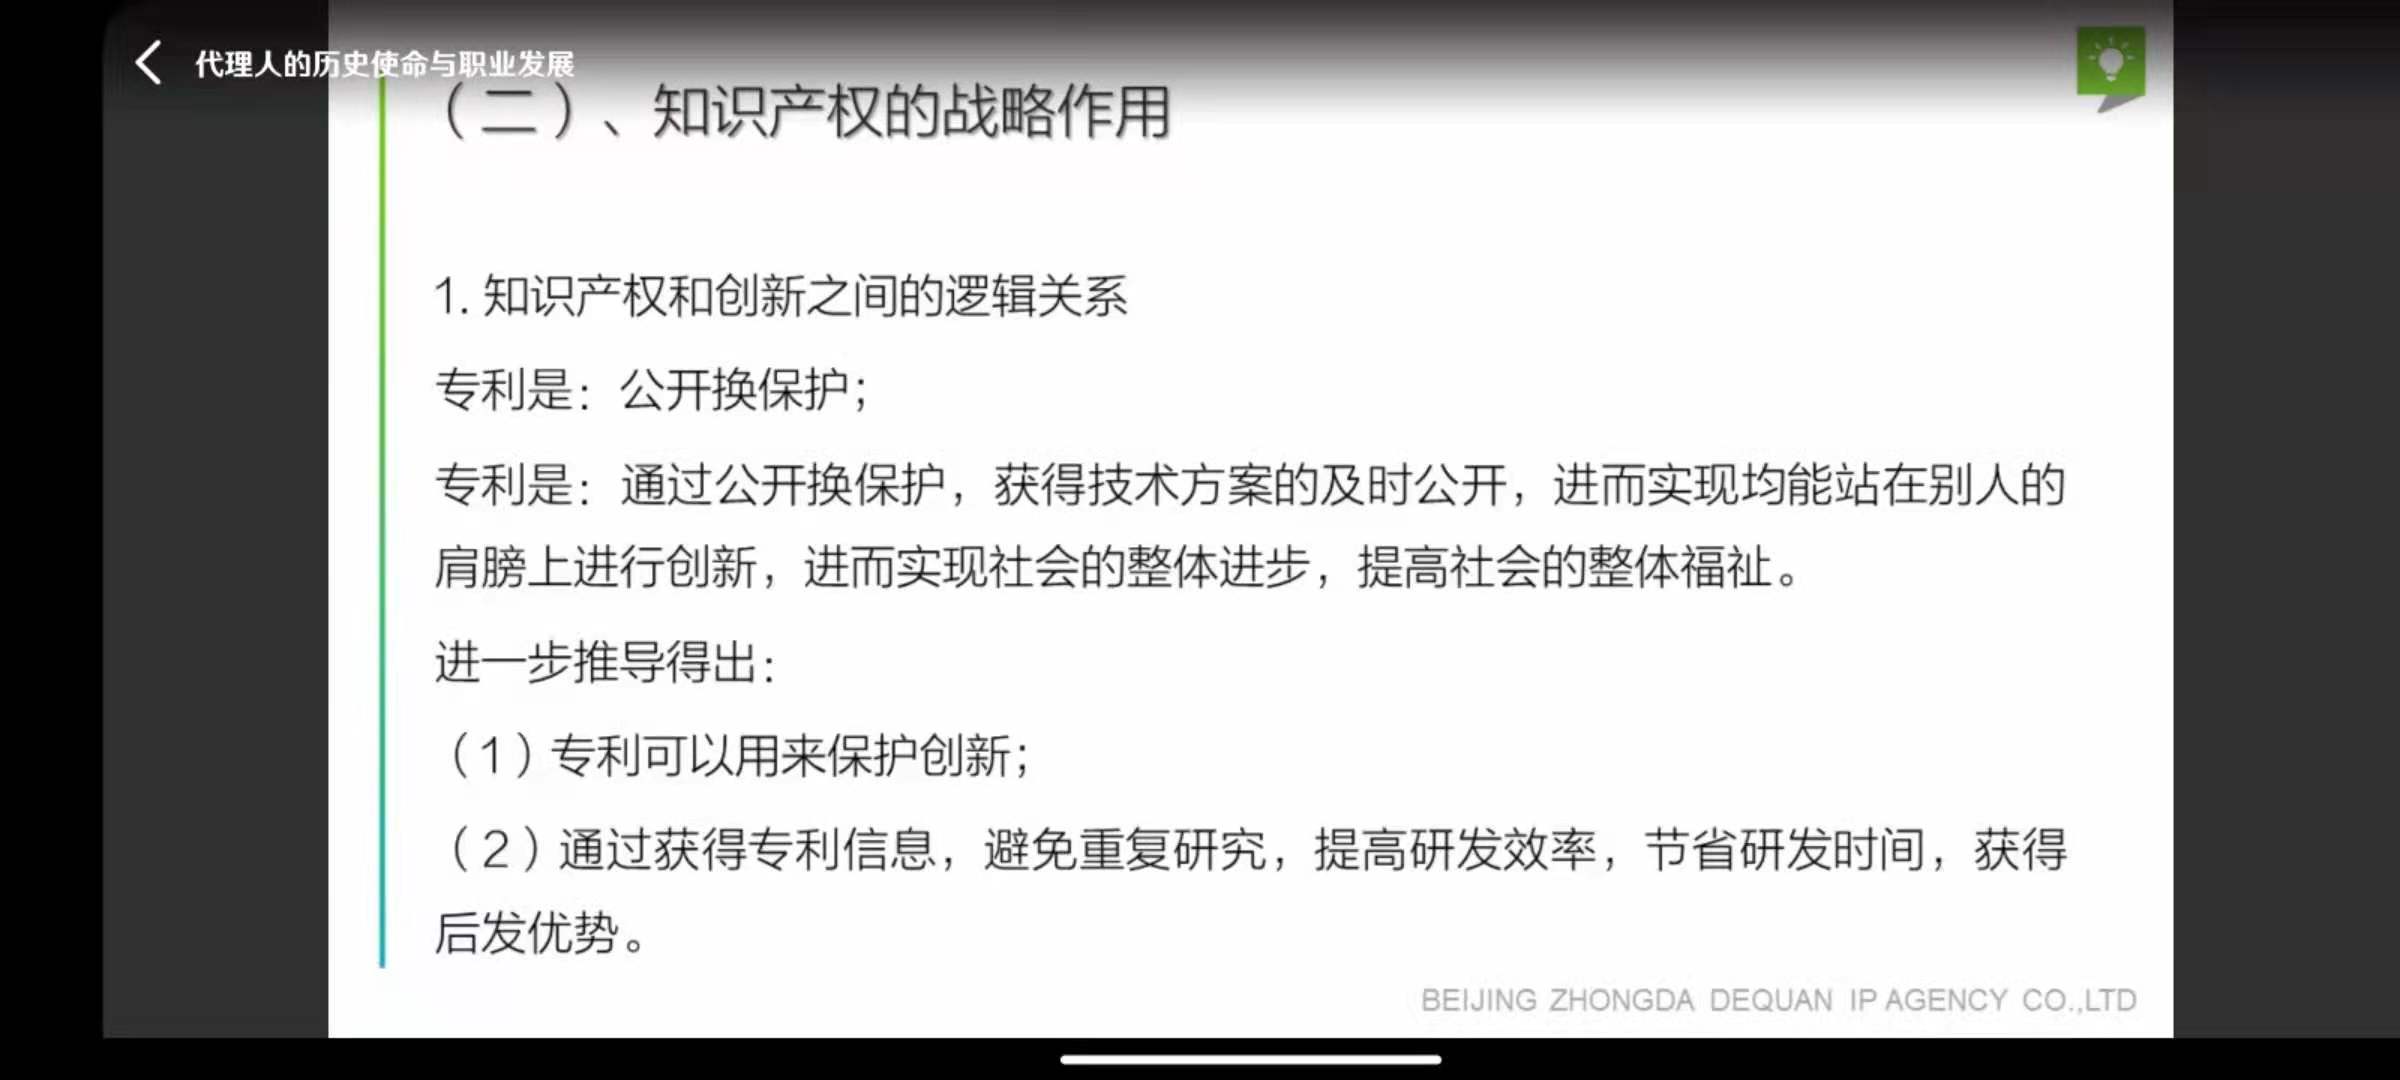 代理人的历史使命与职业发展
（二）、知识产权的战略作用
1. 知识产权和创新之间的逻辑关系
专利是：公开换保护；
专利是：通过公开换保护，获得技术方案的及时公开，进而实现均能站在别人的
肩膀上进行创新，进而实现社会的整体进步，提高社会的整体福祉。
进一步推导得出：
（1）专利可以用来保护创新；
（2）通过获得专利信息，避免重复研究，提高研发效率，节省研发时间，获得
后发优势。
BEIJING ZHONGDA DEQUAN IP AGENCY CO.,LTD